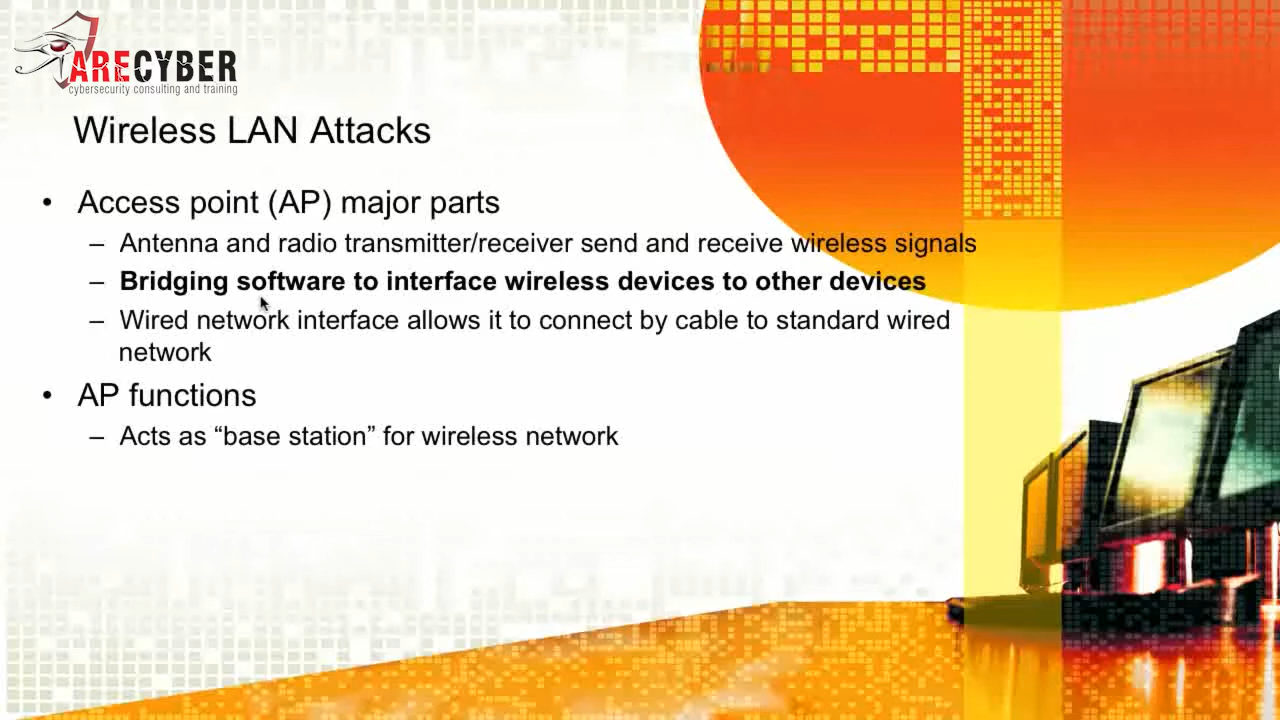 ARECYBER
cybersecurity consulting and training
Wireless LAN Attacks
• Access point (AP) major parts
– Antenna and radio transmitter/receiver send and receive wireless signals
– Bridging software to interface wireless devices to other devices
– Wired network interface allows it to connect by cable to standard wired
network
• AP functions
– Acts as “base station” for wireless network